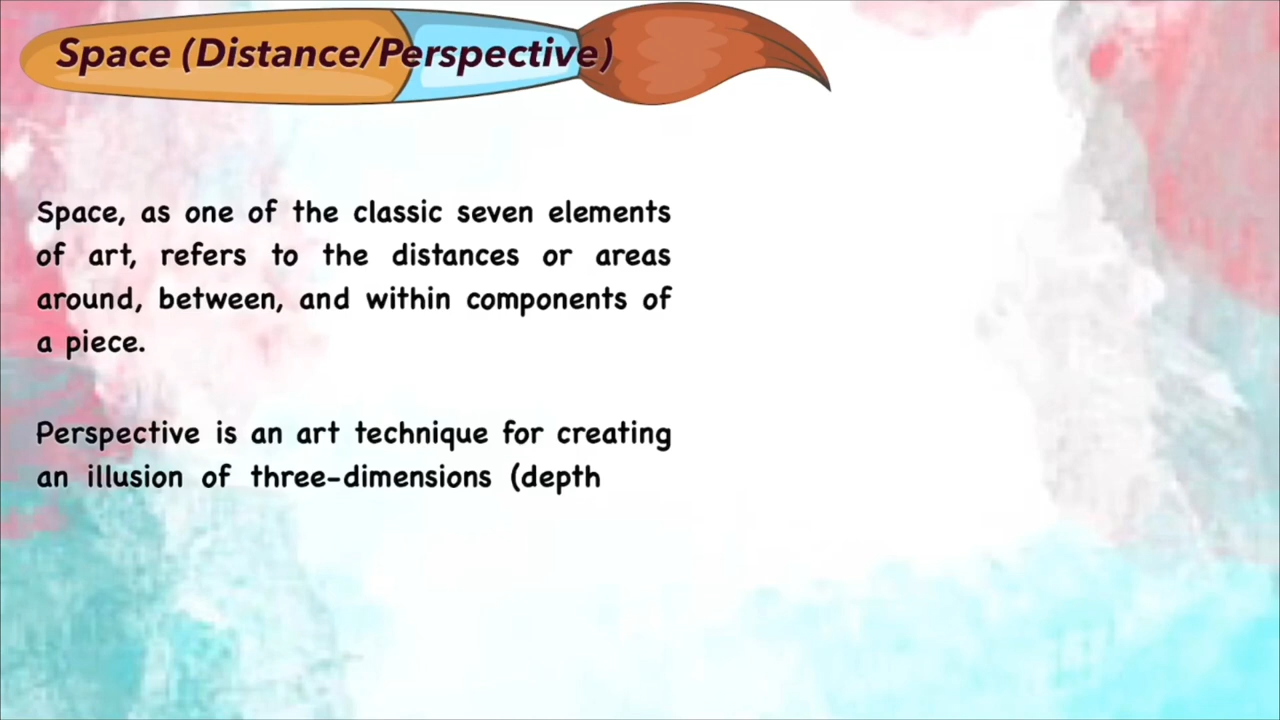 Space (Distance/Perspective)
Space, as one of the classic seven elements
of art, refers to the distances or areas
around, between, and within components of
a piece.
Perspective is an art technique for creating
an illusion of three-dimensions (depth